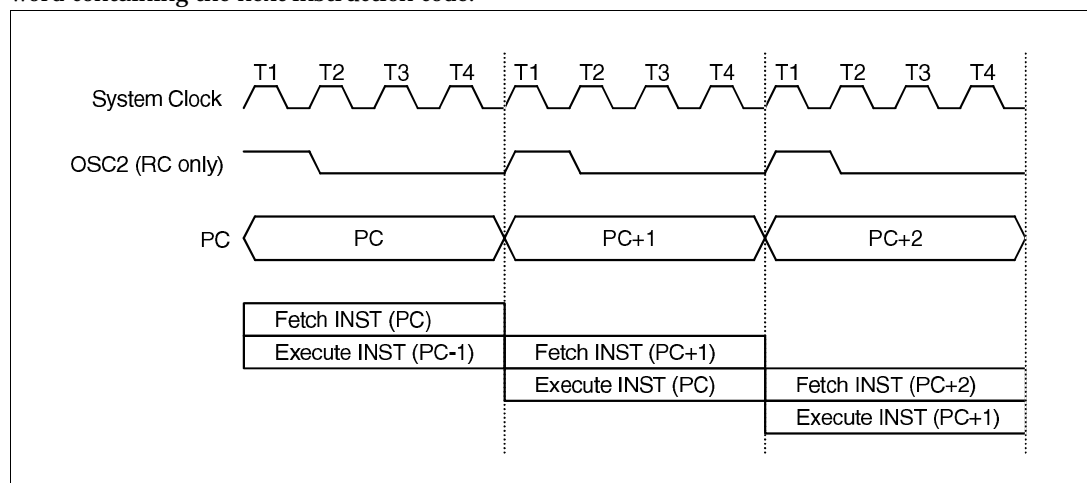 word containing the next instruction code.
T1 T2 T3 T4 T1 T2 T3 T4 T1 T2 T3 T4
System Clock
OSC2 (RC only)
PC PC PC+1 PC+2
Fetch INST (PC)
Execute INST (PC-1) Fetch INST (PC+1)
Execute INST (PC) Fetch INST (PC+2)
Execute INST (PC+1)